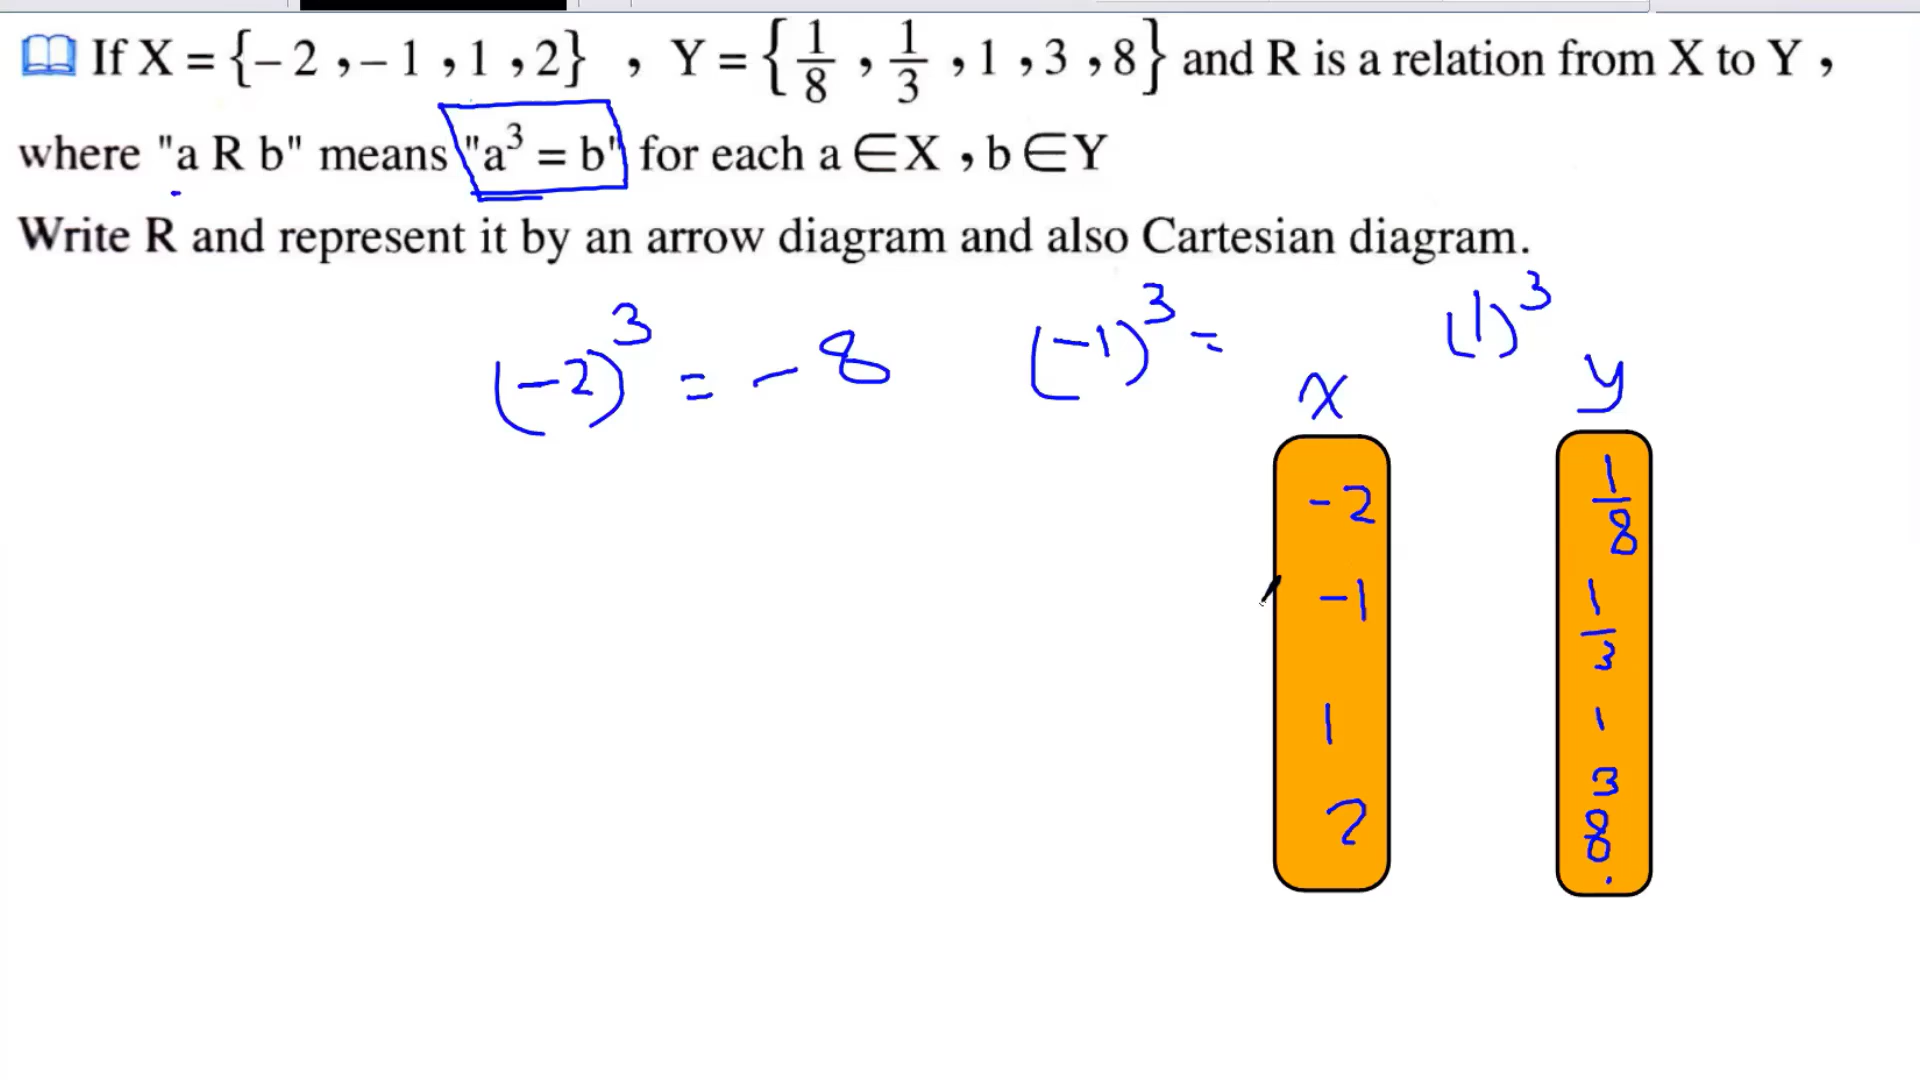 If X = {– 2 , – 1 , 1 , 2} , Y = {1/8 , 1/3 , 1 , 3 , 8} and R is a relation from X to Y ,
where "a R b" means "a³ = b" for each a ∈ X , b ∈ Y
Write R and represent it by an arrow diagram and also Cartesian diagram.
(-2)³ = - 8 (-1)³ = (1)³
x y
-2 1/8
-1 1/3
1 1
2 3
8